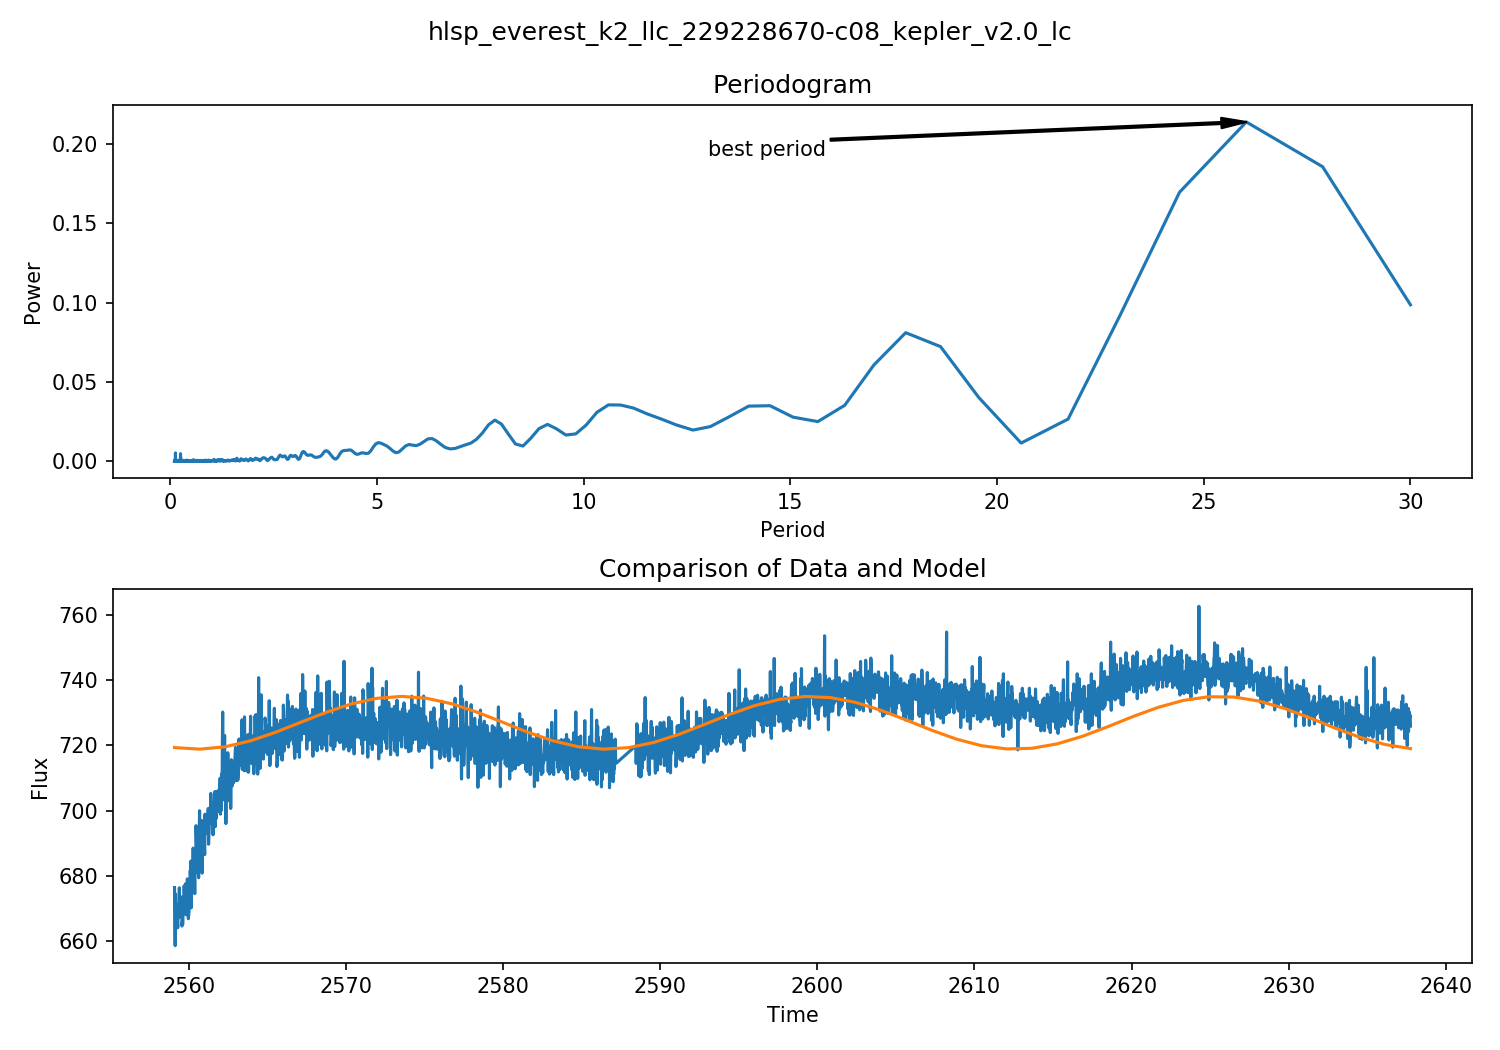 hlsp_everest_k2_llc_229228670-c08_kepler_v2.0_lc
Periodogram
best period
Power
0.20
0.15
0.10
0.05
0.00
0 5 10 15 20 25 30
Period
Comparison of Data and Model
Flux
760
740
720
700
680
660
2560 2570 2580 2590 2600 2610 2620 2630 2640
Time